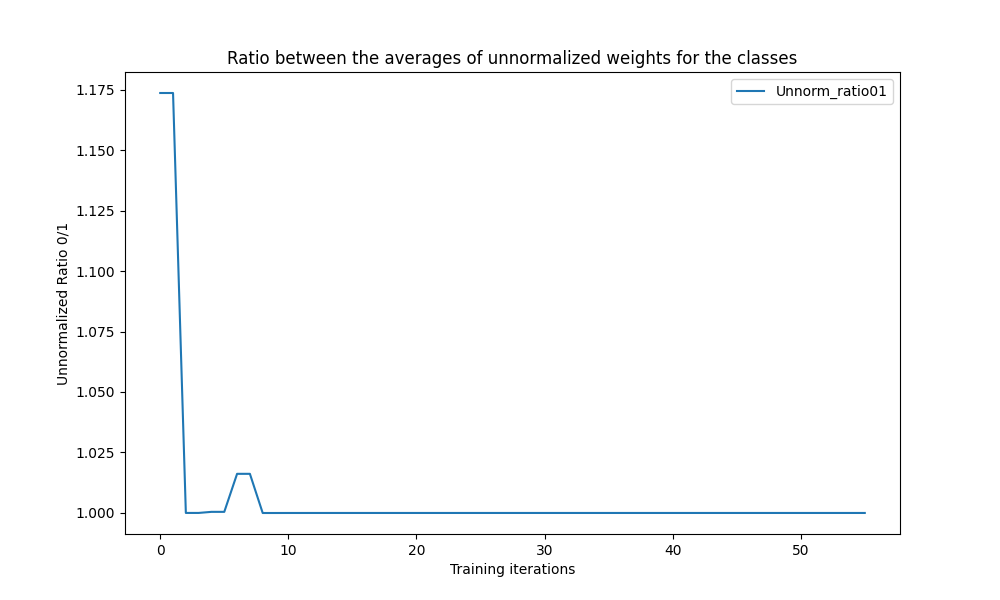 Ratio between the averages of unnormalized weights for the classes
Unnorm_ratio01
Unnormalized Ratio 0/1
1.175
1.150
1.125
1.100
1.075
1.050
1.025
1.000
0 10 20 30 40 50
Training iterations